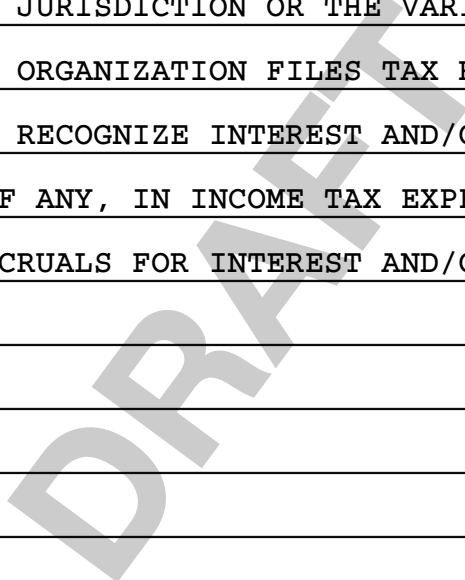 JURISDICTION OR THE VARI
ORGANIZATION FILES TAX
RECOGNIZE INTEREST AND/
F ANY, IN INCOME TAX EXP
CRUALS FOR INTEREST AND/
DRAFT